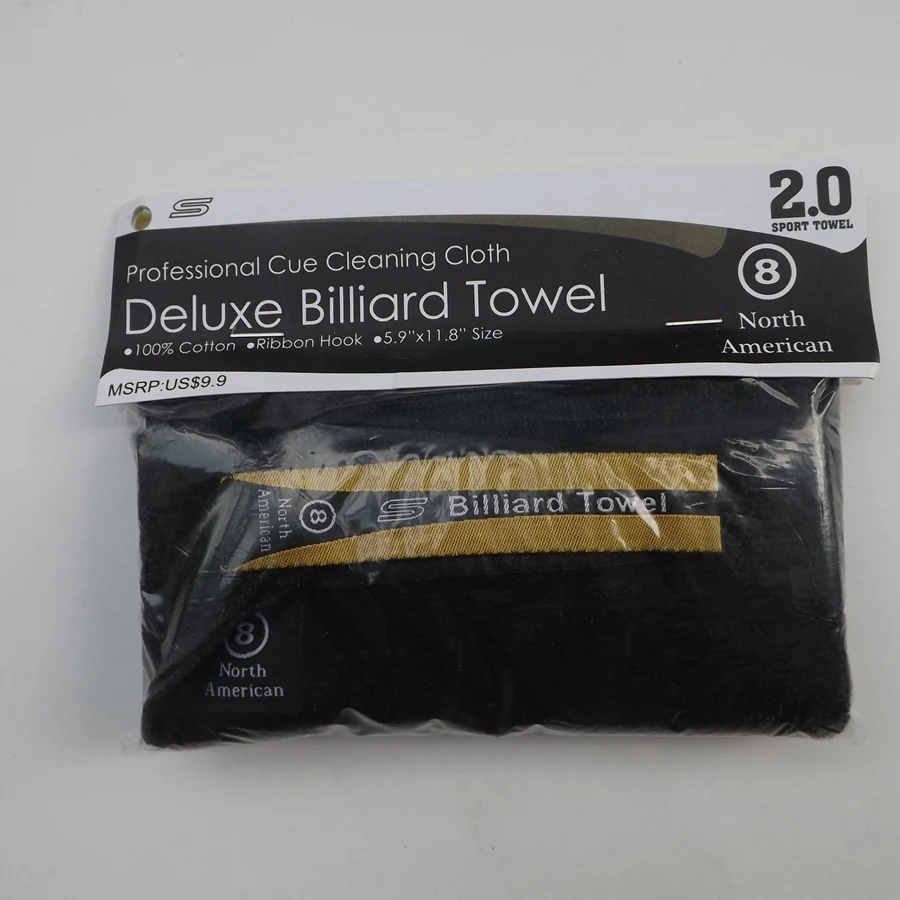 S
2.0
SPORT TOWEL
Professional Cue Cleaning Cloth
Deluxe Billiard Towel
•100% Cotton •Ribbon Hook •5.9"x11.8" Size
8
North
American
MSRP:US$9.9
North
American
8
S Billiard Towel
8
North
American